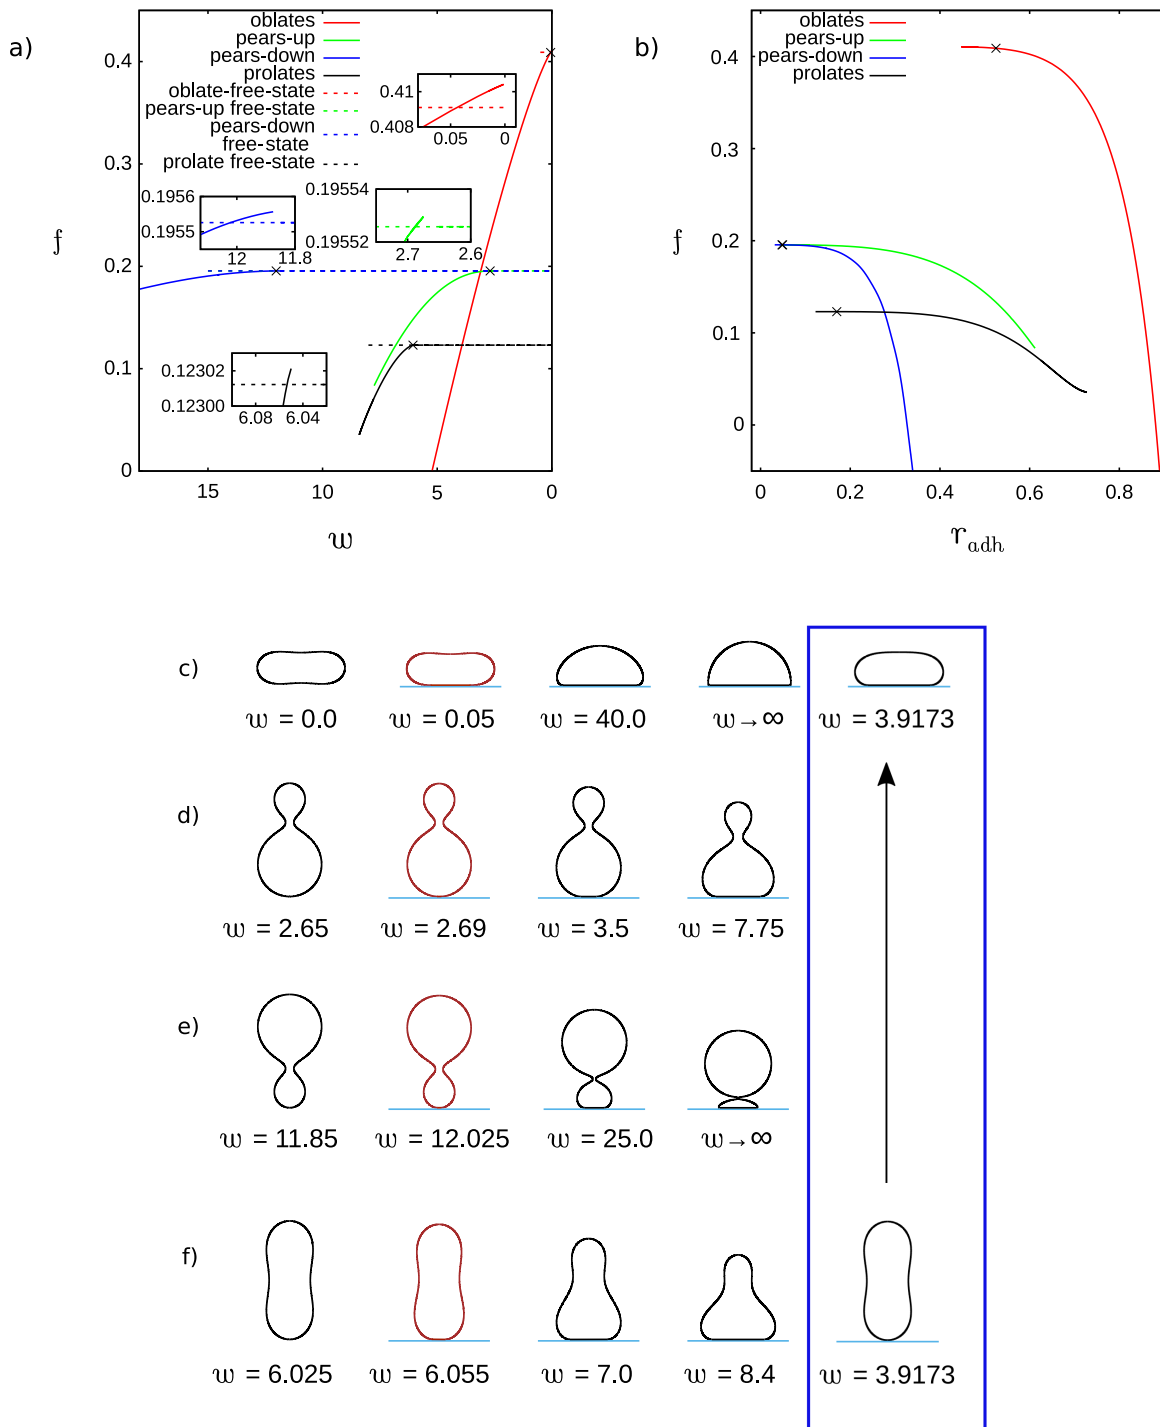 a)
oblates
pears-up
pears-down
prolates
oblate-free-state
pears-up free-state
pears-down
free-state
prolate free-state
0.4
0.3
0.2
0.1
0
f
15
10
5
0
w
0.41
0.408
0.05
0
0.1956
0.1955
12
11.8
0.19554
0.19552
2.7
2.6
0.12302
0.12300
6.08
6.04
b)
oblates
pears-up
pears-down
prolates
0.4
0.3
0.2
0.1
0
f
0
0.2
0.4
0.6
0.8
r_adh
c)
w = 0.0
w = 0.05
w = 40.0
w → ∞
w = 3.9173
d)
w = 2.65
w = 2.69
w = 3.5
w = 7.75
e)
w = 11.85
w = 12.025
w = 25.0
w → ∞
f)
w = 6.025
w = 6.055
w = 7.0
w = 8.4
w = 3.9173